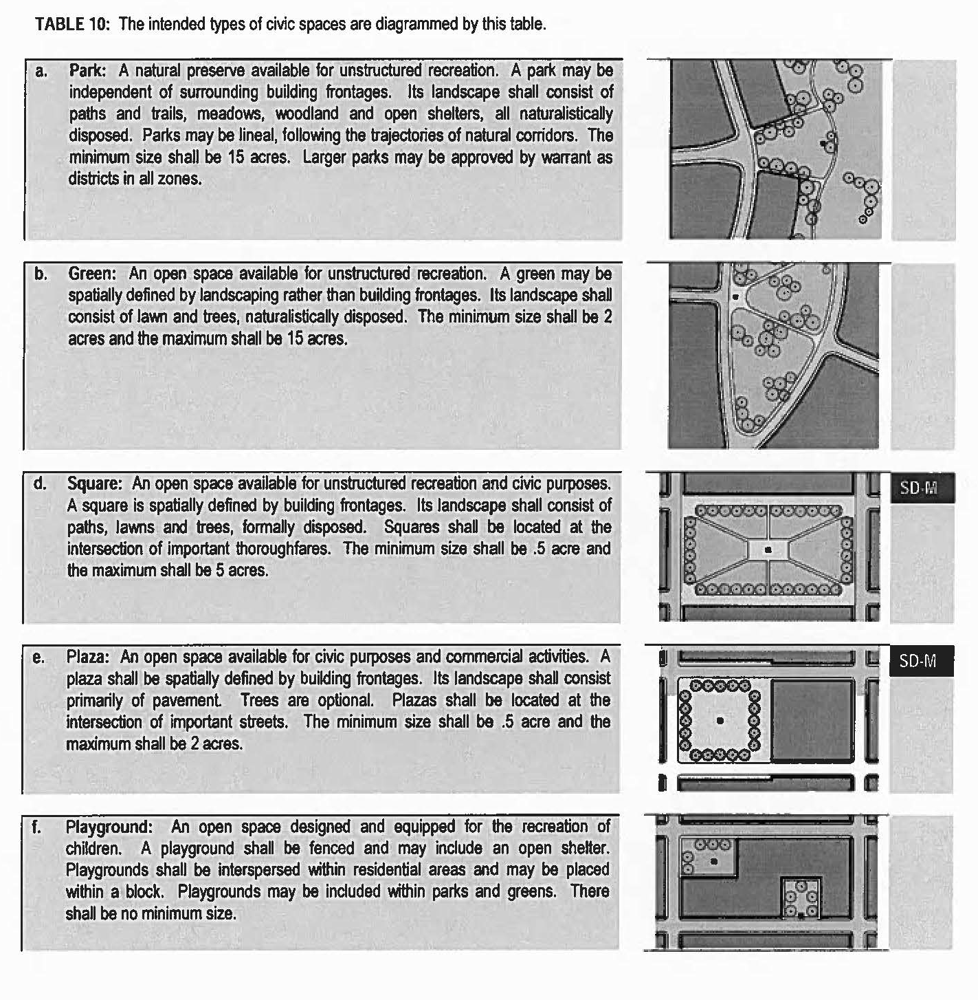 TABLE 10: The intended types of civic spaces are diagrammed by this table.
a. Park: A natural preserve available for unstructured recreation. A park may be
independent of surrounding building frontages. Its landscape shall consist of
paths and trails, meadows, woodland and open shelters, all naturalistically
disposed. Parks may be lineal, following the trajectories of natural corridors. The
minimum size shall be 15 acres. Larger parks may be approved by warrant as
districts in all zones.
b. Green: An open space available for unstructured recreation. A green may be
spatially defined by landscaping rather than building frontages. Its landscape shall
consist of lawn and trees, naturalistically disposed. The minimum size shall be 2
acres and the maximum shall be 15 acres.
d. Square: An open space available for unstructured recreation and civic purposes.
A square is spatially defined by building frontages. Its landscape shall consist of
paths, lawns and trees, formally disposed. Squares shall be located at the
intersection of important thoroughfares. The minimum size shall be .5 acre and
the maximum shall be 5 acres.
SD-M
e. Plaza: An open space available for civic purposes and commercial activities. A
plaza shall be spatially defined by building frontages. Its landscape shall consist
primarily of pavement. Trees are optional. Plazas shall be located at the
intersection of important streets. The minimum size shall be .5 acre and the
maximum shall be 2 acres.
SD-M
f. Playground: An open space designed and equipped for the recreation of
children. A playground shall be fenced and may include an open shelter.
Playgrounds shall be interspersed within residential areas and may be placed
within a block. Playgrounds may be included within parks and greens. There
shall be no minimum size.